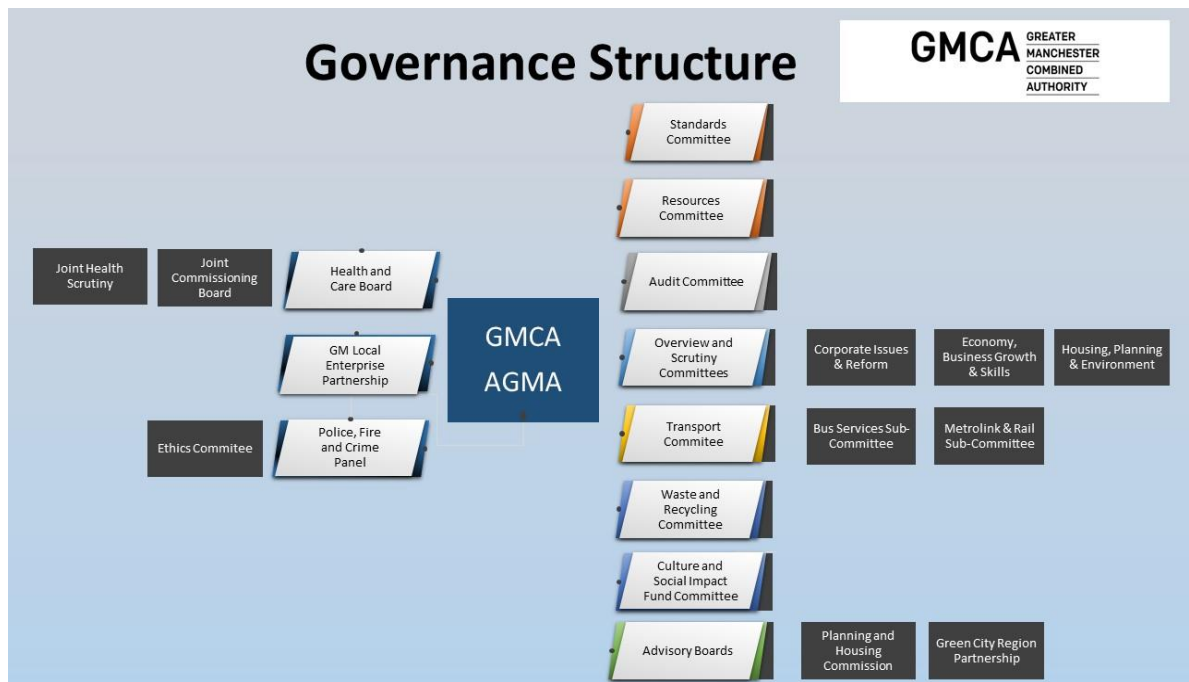 Governance Structure
GMCA
GREATER
MANCHESTER
COMBINED
AUTHORITY
Standards
Committee
Resources
Committee
Joint Health
Scrutiny
Joint
Commissioning
Board
Health and
Care Board
Audit Committee
GMCA
AGMA
GM Local
Enterprise
Partnership
Overview and
Scrutiny
Committees
Corporate Issues
& Reform
Economy,
Business Growth
& Skills
Housing, Planning
& Environment
Ethics Commitee
Police, Fire
and Crime
Panel
Transport
Commitee
Bus Services Sub-
Committee
Metrolink & Rail
Sub-Committee
Waste and
Recycling
Committee
Culture and
Social Impact
Fund Committee
Advisory Boards
Planning and
Housing
Commission
Green City Region
Partnership